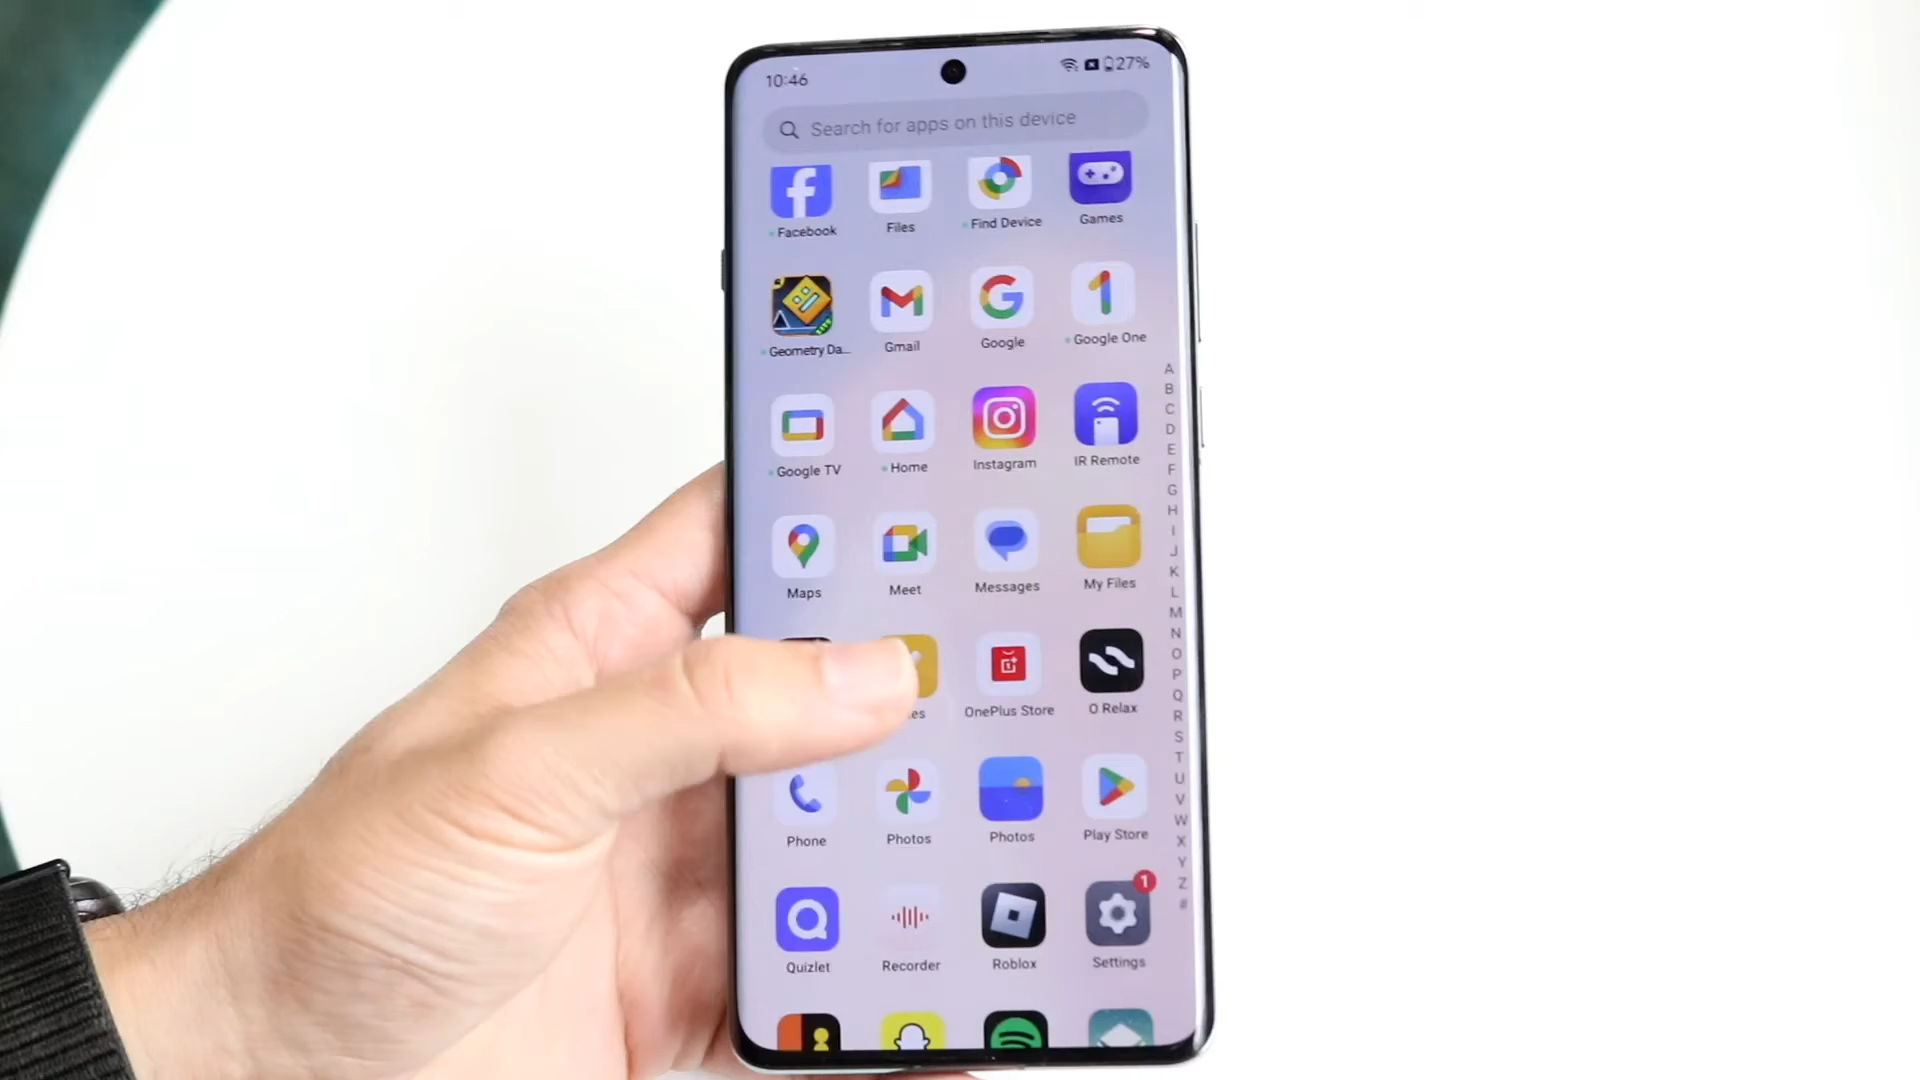 10:46
27%
Search for apps on this device
Facebook
Files
Find Device
Games
Geometry Da...
Gmail
Google
Google One
Google TV
Home
Instagram
IR Remote
Maps
Meet
Messages
My Files
OnePlus Store
O Relax
Phone
Photos
Photos
Play Store
Quizlet
Recorder
Roblox
1
Settings
A
B
C
D
E
F
G
H
I
J
K
L
M
N
O
P
Q
R
S
T
U
V
W
X
Y
Z
#